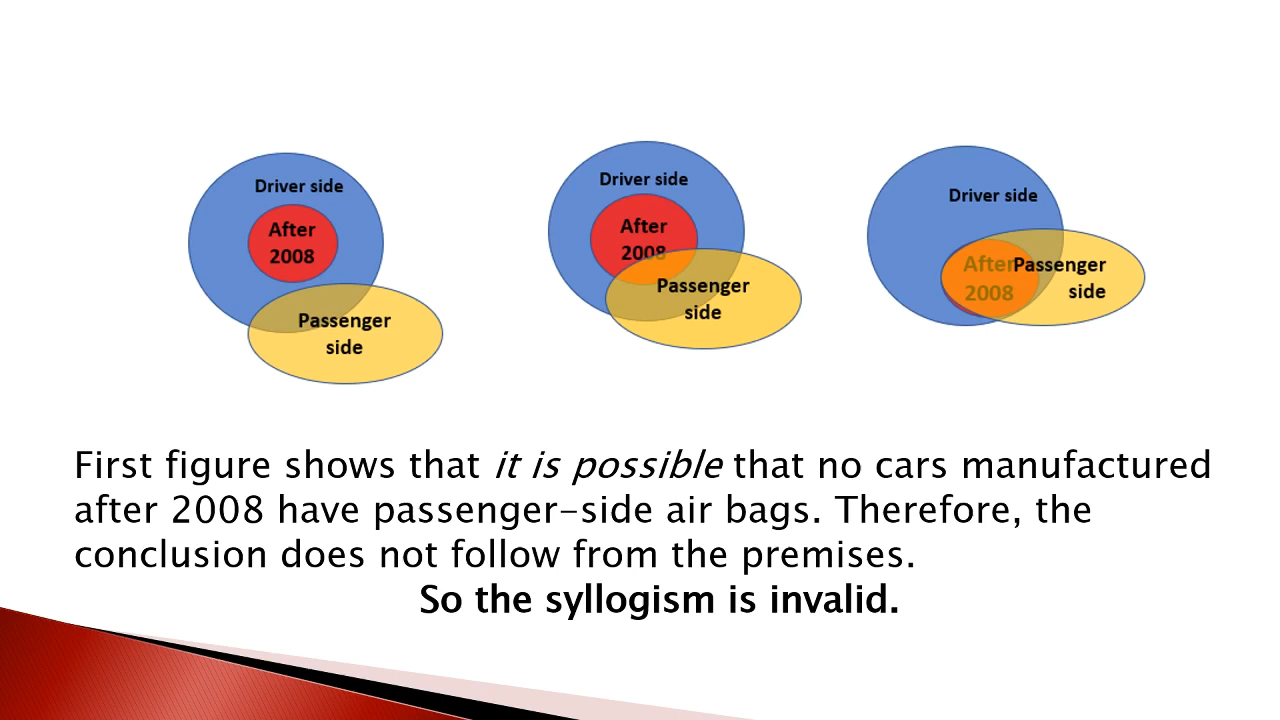 Driver side
After
2008
Passenger
side
Driver side
After
2008
Passenger
side
Driver side
After
2008
Passenger
side
First figure shows that it is possible that no cars manufactured
after 2008 have passenger-side air bags. Therefore, the
conclusion does not follow from the premises.
So the syllogism is invalid.